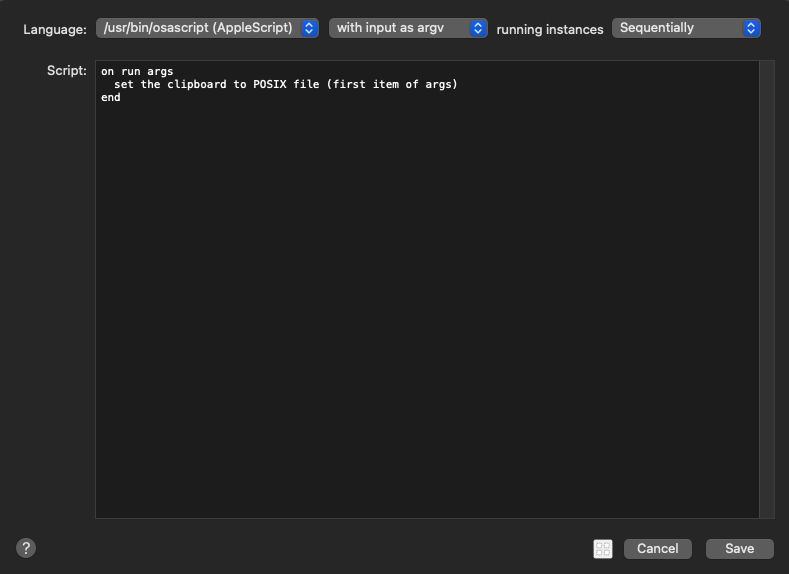 Language: /usr/bin/osascript (AppleScript) with input as argv running instances Sequentially
Script: on run args
set the clipboard to POSIX file (first item of args)
end
? Cancel Save